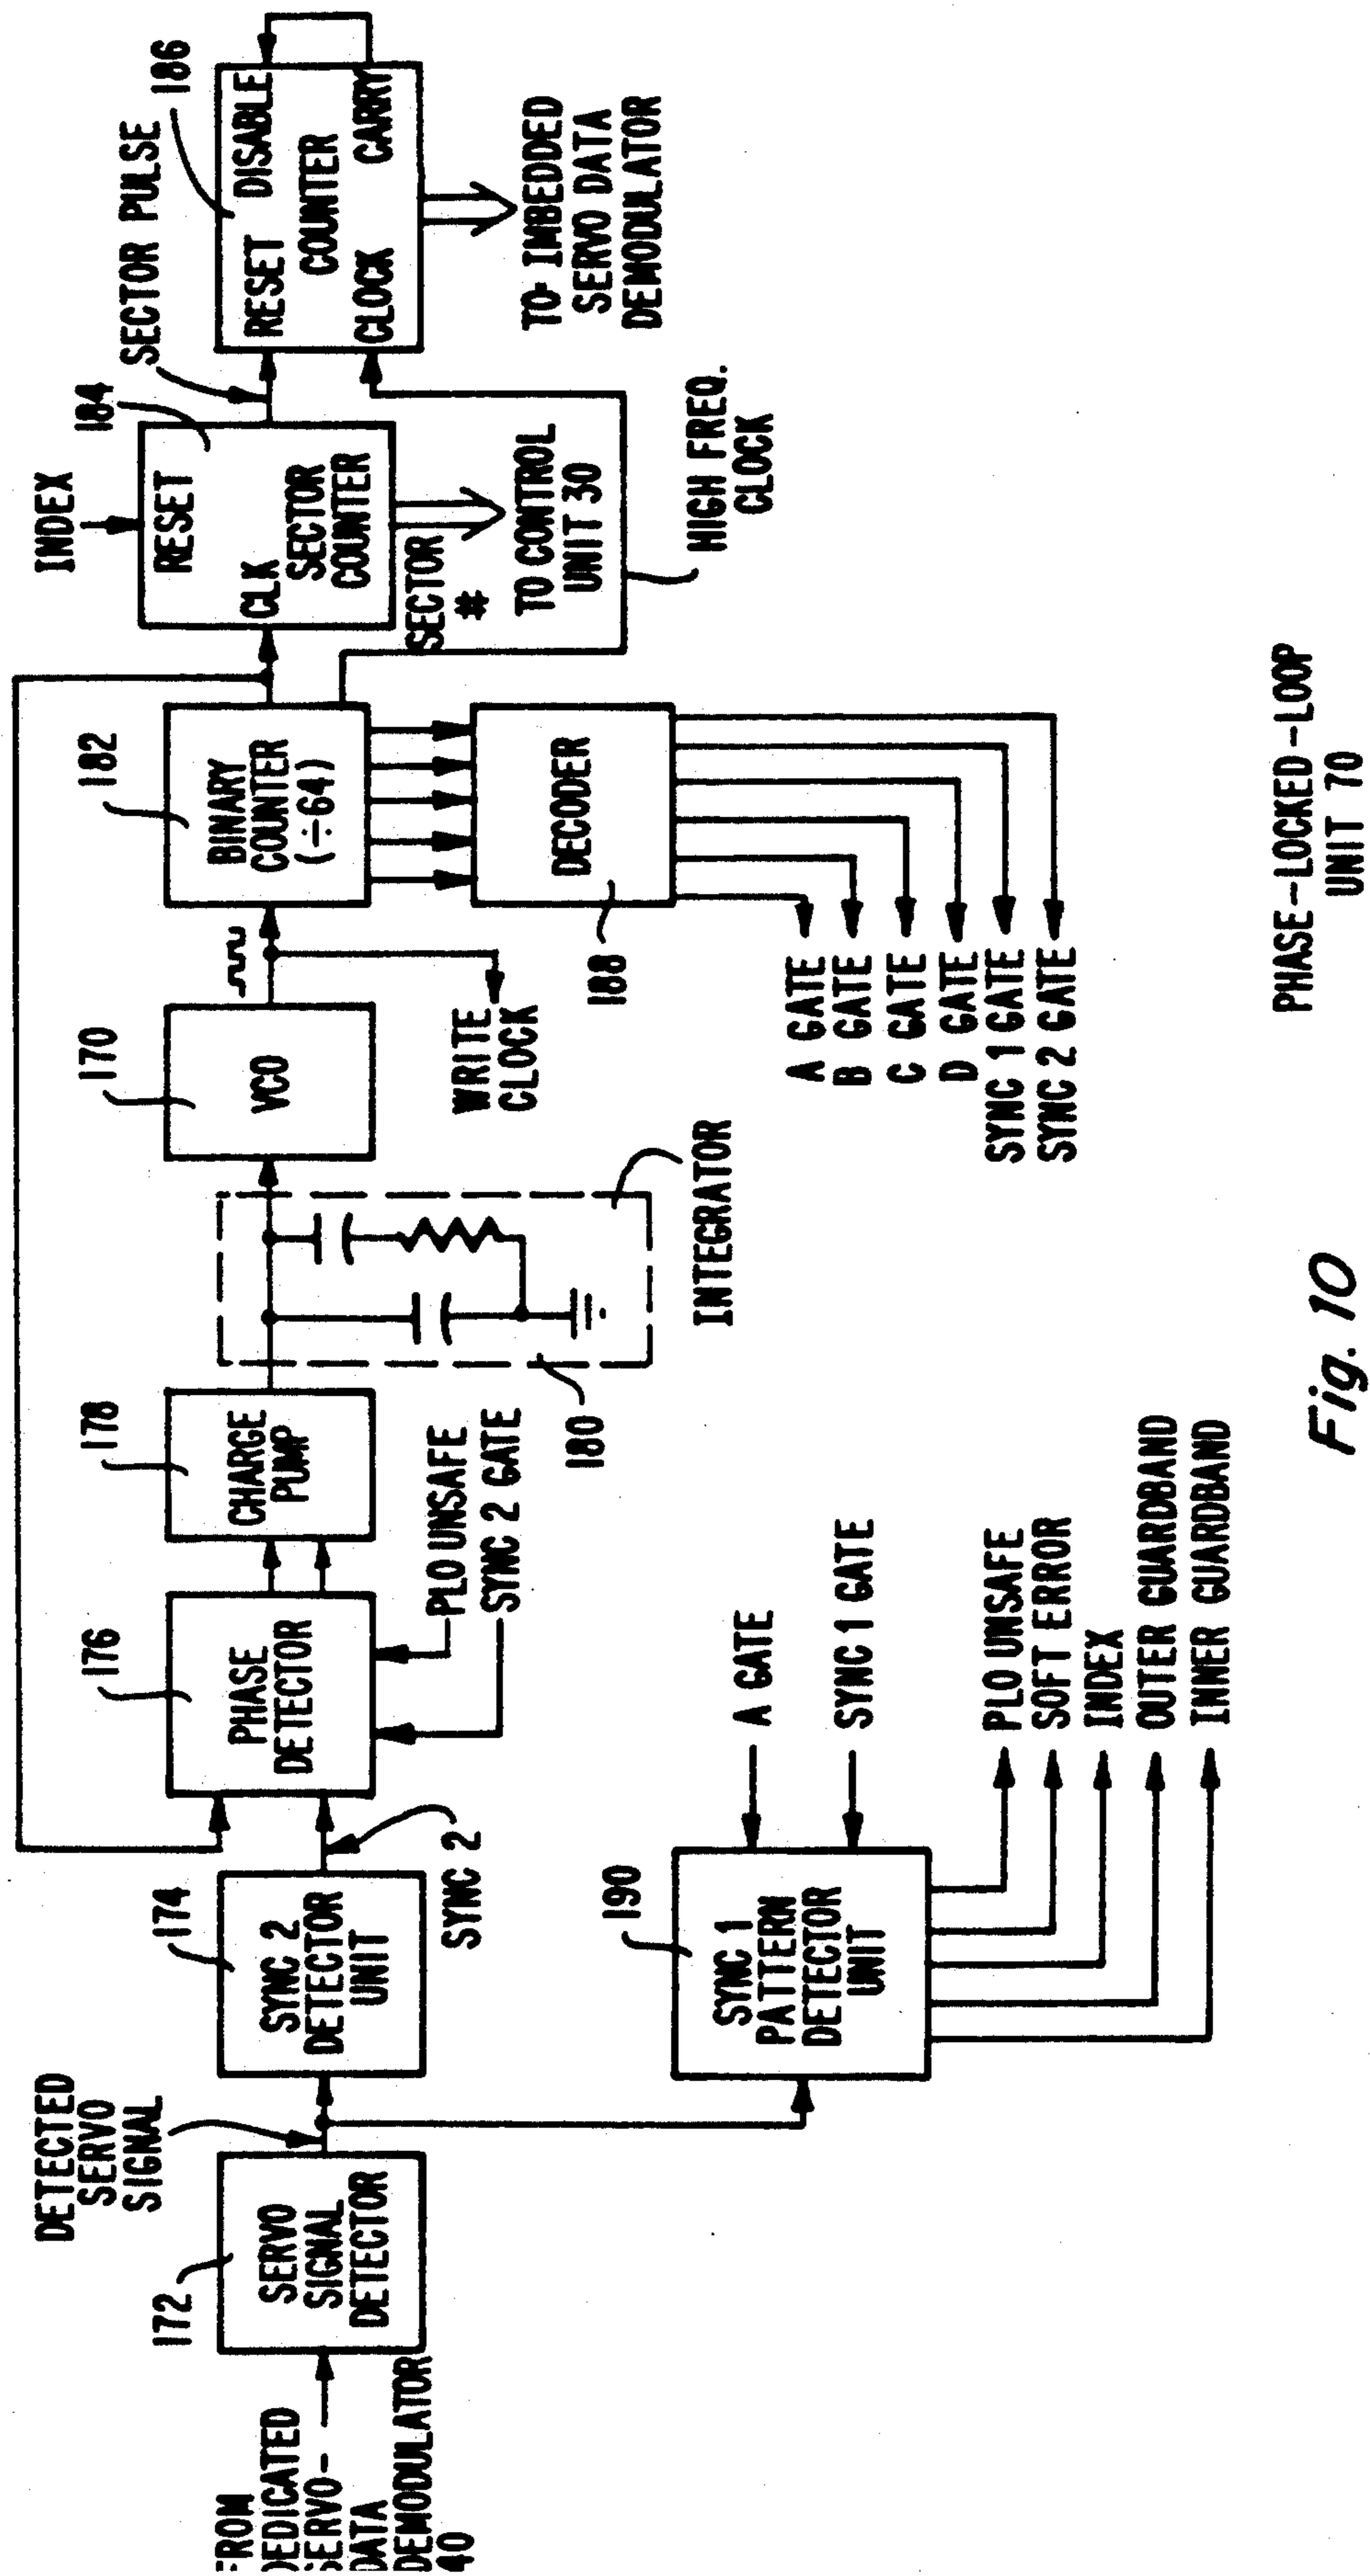 FROM
DEDICATED
SERVO-
DATA
DEMODULATOR
40
172
SERVO
SIGNAL
DETECTOR
DETECTED
SERVO
SIGNAL
174
SYNC 2
DETECTOR
UNIT
SYNC 2
176
PHASE
DETECTOR
PLO UNSAFE
SYNC 2 GATE
178
CHARGE
PUMP
180
INTEGRATOR
170
VCO
WRITE
CLOCK
182
BINARY
COUNTER
(÷64)
188
DECODER
A GATE
B GATE
C GATE
D GATE
SYNC 1 GATE
SYNC 2 GATE
INDEX
184
RESET
CLK
SECTOR
COUNTER
SECTOR
#
TO CONTROL
UNIT 30
HIGH FREQ.
CLOCK
SECTOR PULSE
186
RESET DISABLE
COUNTER
CLOCK CARRY
TO IMBEDDED
SERVO DATA
DEMODULATOR
190
SYNC 1
PATTERN
DETECTOR
UNIT
A GATE
SYNC 1 GATE
PLO UNSAFE
SOFT ERROR
INDEX
OUTER GUARDBAND
INNER GUARDBAND
PHASE-LOCKED-LOOP
UNIT 70
Fig. 10